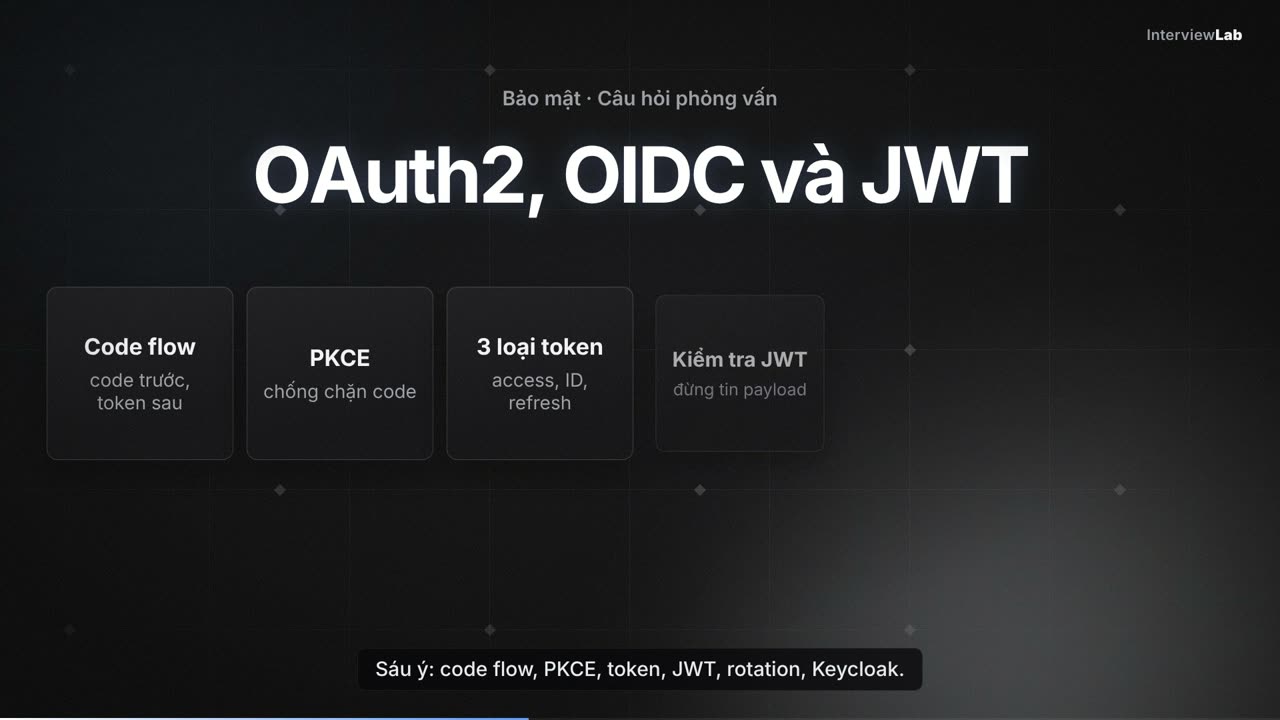 InterviewLab
Bảo mật · Câu hỏi phỏng vấn
OAuth2, OIDC và JWT
Code flow
code trước,
token sau
PKCE
chống chặn code
3 loại token
access, ID,
refresh
Kiểm tra JWT
đừng tin payload
Sáu ý: code flow, PKCE, token, JWT, rotation, Keycloak.